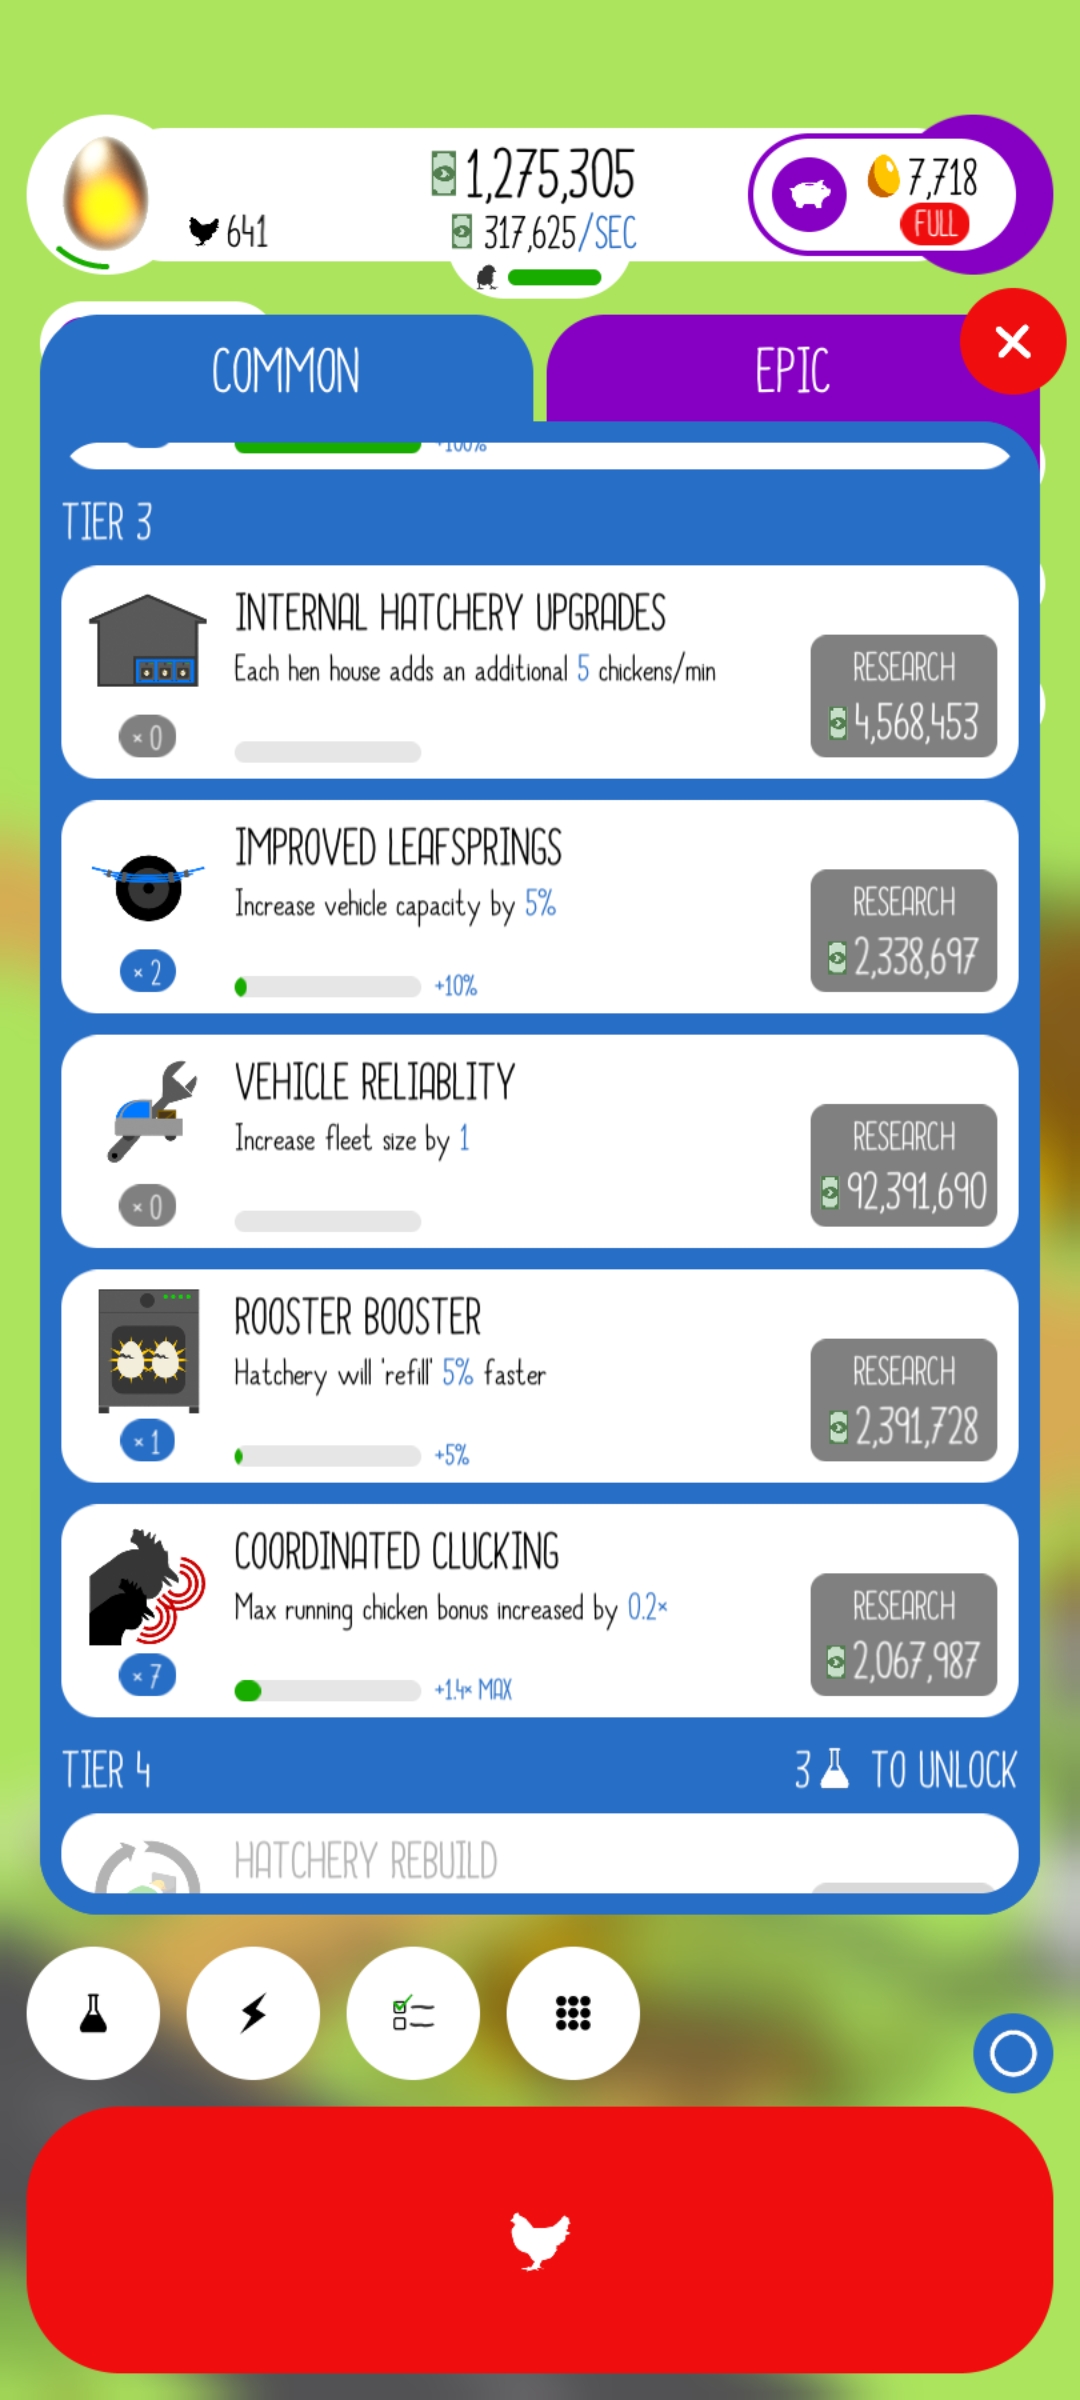 1,275,305
7,718
641
317,625/SEC
FULL
COMMON
EPIC
+100%
TIER 3
INTERNAL HATCHERY UPGRADES
Each hen house adds an additional 5 chickens/min
RESEARCH
4,568,453
× 0
IMPROVED LEAFSPRINGS
Increase vehicle capacity by 5%
RESEARCH
2,338,697
× 2
+10%
VEHICLE RELIABLITY
Increase fleet size by 1
RESEARCH
92,391,690
× 0
ROOSTER BOOSTER
Hatchery will 'refill' 5% faster
RESEARCH
2,391,728
× 1
+5%
COORDINATED CLUCKING
Max running chicken bonus increased by 0.2×
RESEARCH
2,067,987
× 7
+1.4× MAX
TIER 4
3 TO UNLOCK
HATCHERY REBUILD